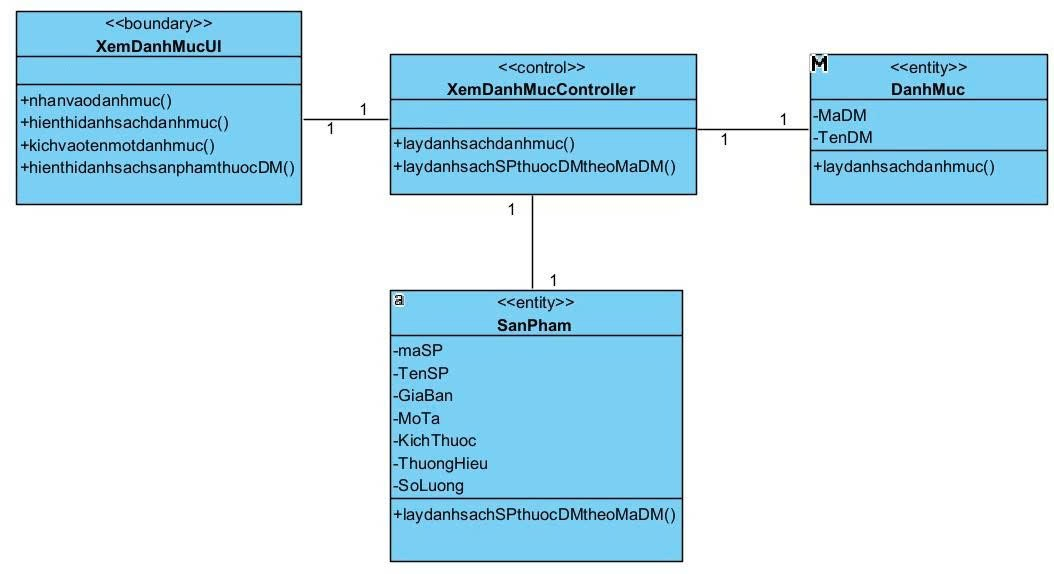 <<boundary>>
XemDanhMucUI
+nhanvaodanhmuc()
+hienthidanhsachdanhmuc()
+kichvaotenmotdanhmuc()
+hienthidanhsachsanphamthuocDM()
1
1
<<control>>
XemDanhMucController
+laydanhsachdanhmuc()
+laydanhsachSPthuocDMtheoMaDM()
1
1
M
<<entity>>
DanhMuc
-MaDM
-TenDM
+laydanhsachdanhmuc()
1
1
a
<<entity>>
SanPham
-maSP
-TenSP
-GiaBan
-MoTa
-KichThuoc
-ThuongHieu
-SoLuong
+laydanhsachSPthuocDMtheoMaDM()